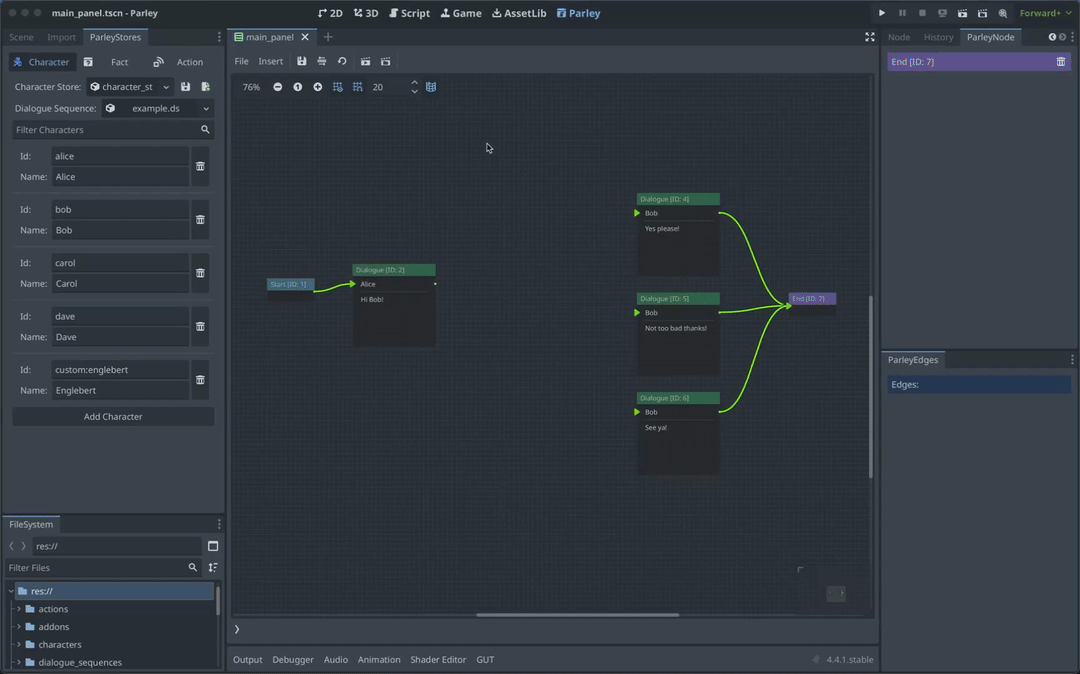 main_panel.tscn - Parley
2D 3D Script Game AssetLib Parley
Forward+
Scene Import ParleyStores
main_panel
Node History ParleyNode
Character Fact Action
File Insert
End [ID: 7]
Character Store: character_st
76% 20
Dialogue Sequence: example.ds
Filter Characters
Id: alice
Name: Alice
Id: bob
Name: Bob
Id: carol
Name: Carol
Id: dave
Name: Dave
Id: custom:englebert
Name: Englebert
Add Character
Start [ID: 1]
Dialogue [ID: 2]
Alice
Hi Bob!
Dialogue [ID: 4]
Bob
Yes please!
Dialogue [ID: 5]
Bob
Not too bad thanks!
Dialogue [ID: 6]
Bob
See ya!
End [ID: 7]
ParleyEdges
Edges:
FileSystem
res://
Filter Files
res://
actions
addons
characters
dialogue_sequences
Output Debugger Audio Animation Shader Editor GUT
4.4.1.stable